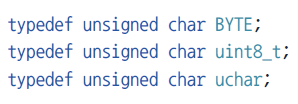 typedef unsigned char BYTE;
typedef unsigned char uint8_t;
typedef unsigned char uchar;